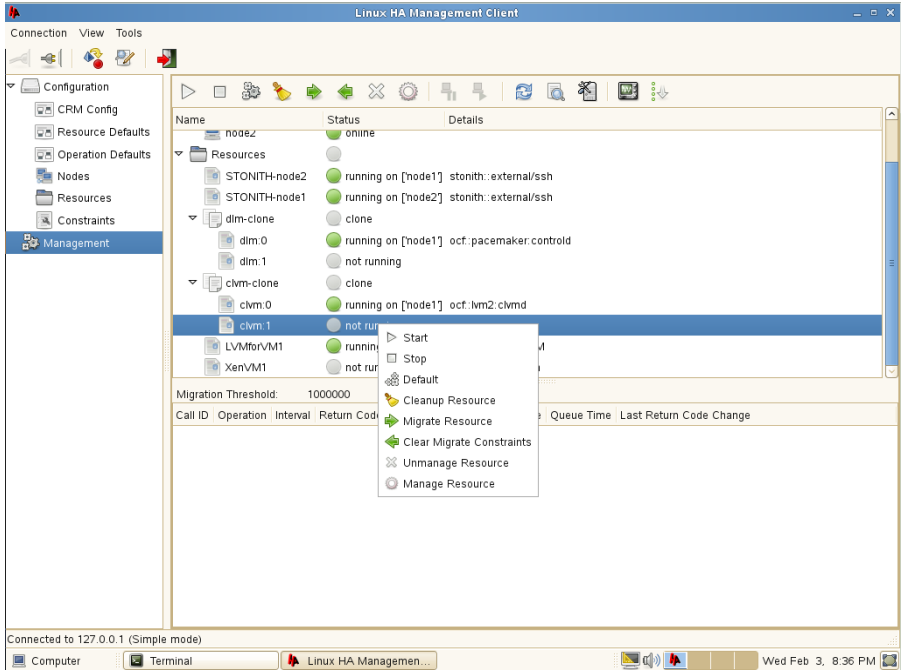 Linux HA Management Client
Connection View Tools
Configuration
CRM Config
Resource Defaults
Operation Defaults
Nodes
Resources
Constraints
Management
Name Status Details
node2 online
Resources
STONITH-node2 running on ['node1'] stonith::external/ssh
STONITH-node1 running on ['node2'] stonith::external/ssh
dlm-clone clone
dlm:0 running on ['node1'] ocf::pacemaker:controld
dlm:1 not running
clvm-clone clone
clvm:0 running on ['node1'] ocf::lvm2:clvmd
clvm:1 not
LVMforVM1
XenVM1 not
Start
Stop
Default
Cleanup Resource
Migrate Resource
Clear Migrate Constraints
Unmanage Resource
Manage Resource
Migration Threshold: 1000000
Call ID Operation Interval Return Queue Time Last Return Code Change
Connected to 127.0.0.1 (Simple mode)
Computer Terminal Linux HA Managemen... Wed Feb 3, 8:36 PM